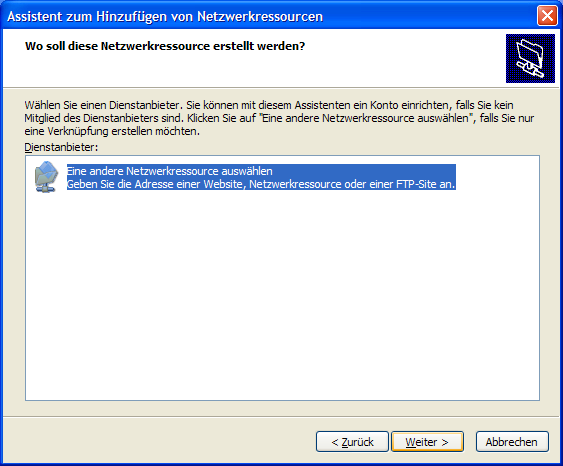 Assistent zum Hinzufügen von Netzwerkressourcen
Wo soll diese Netzwerkressource erstellt werden?
Wählen Sie einen Dienstanbieter. Sie können mit diesem Assistenten ein Konto einrichten, falls Sie kein
Mitglied des Dienstanbieters sind. Klicken Sie auf "Eine andere Netzwerkressource auswählen", falls Sie nur
eine Verknüpfung erstellen möchten.
Dienstanbieter:
Eine andere Netzwerkressource auswählen
Geben Sie die Adresse einer Website, Netzwerkressource oder einer FTP-Site an.
< Zurück
Weiter >
Abbrechen